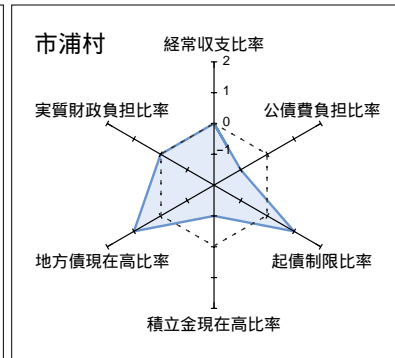 市浦村
経常収支比率
2
1
0
−1
実質財政負担比率
公債費負担比率
地方債現在高比率
起債制限比率
積立金現在高比率